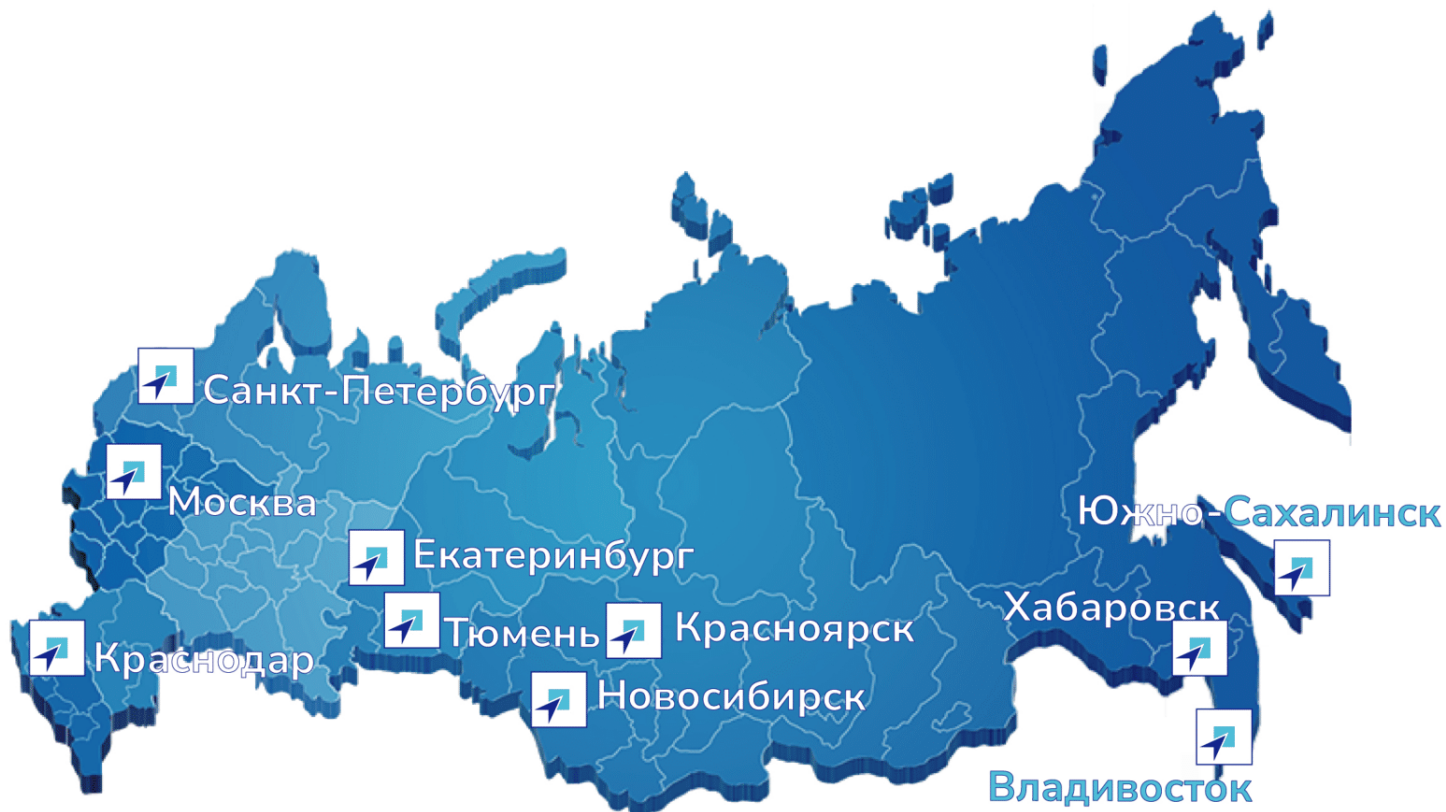 Санкт-Петербург
Москва
Южно-Сахалинск
Екатеринбург
Хабаровск
Тюмень
Красноярск
Краснодар
Новосибирск
Владивосток